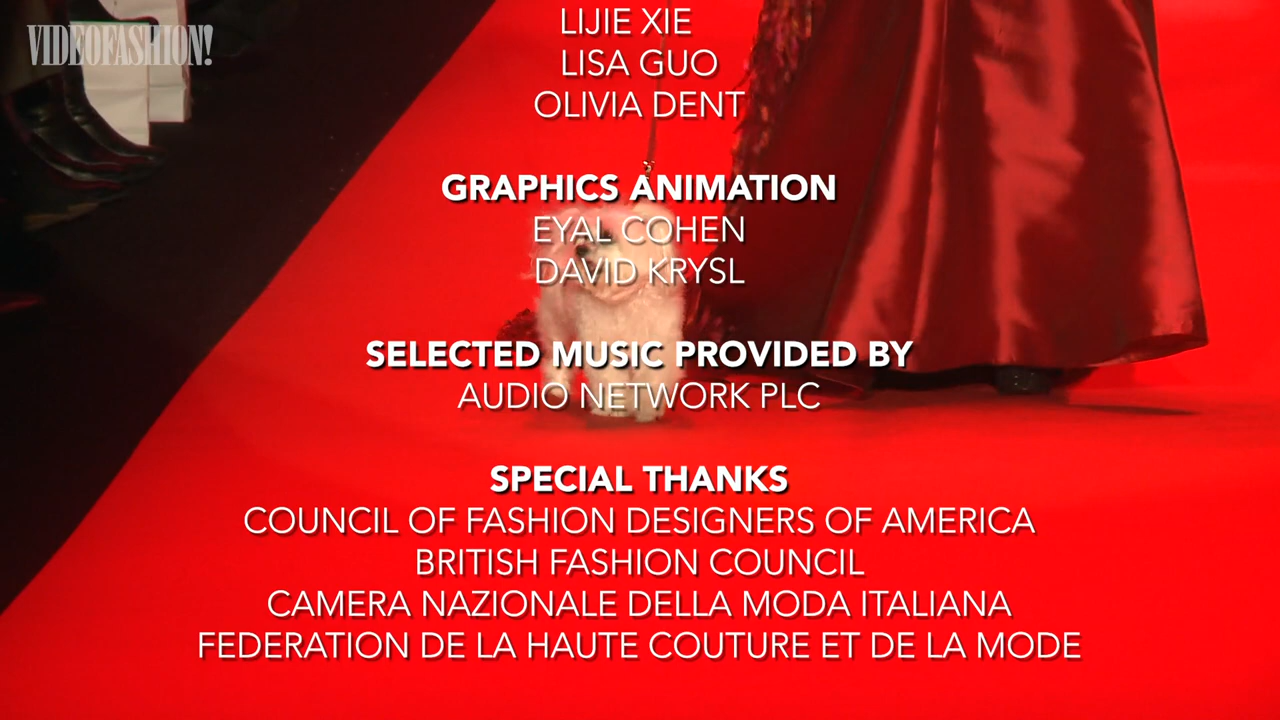 VIDEOFASHION!
LIJIE XIE
LISA GUO
OLIVIA DENT
GRAPHICS ANIMATION
EYAL COHEN
DAVID KRYSL
SELECTED MUSIC PROVIDED BY
AUDIO NETWORK PLC
SPECIAL THANKS
COUNCIL OF FASHION DESIGNERS OF AMERICA
BRITISH FASHION COUNCIL
CAMERA NAZIONALE DELLA MODA ITALIANA
FEDERATION DE LA HAUTE COUTURE ET DE LA MODE